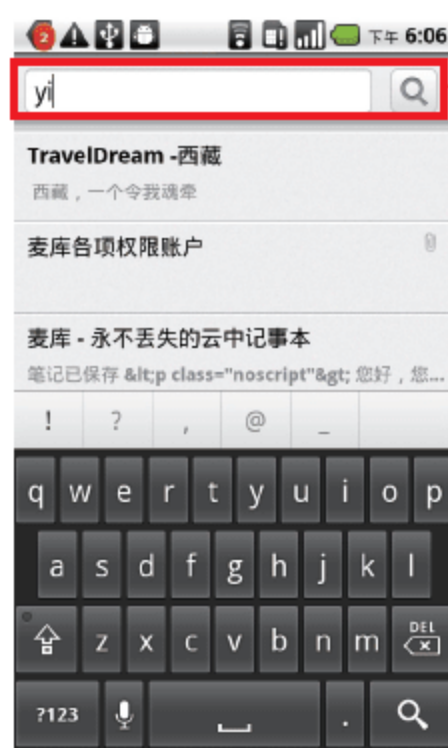 2 下午 6:06
yi
TravelDream -西藏
西藏，一个令我魂牵
麦库各项权限账户
麦库 - 永不丢失的云中记事本
笔记已保存 &lt;p class="noscript"&gt; 您好，您...
! ? , @ _
q w e r t y u i o p
a s d f g h j k l
z x c v b n m DEL
?123 .